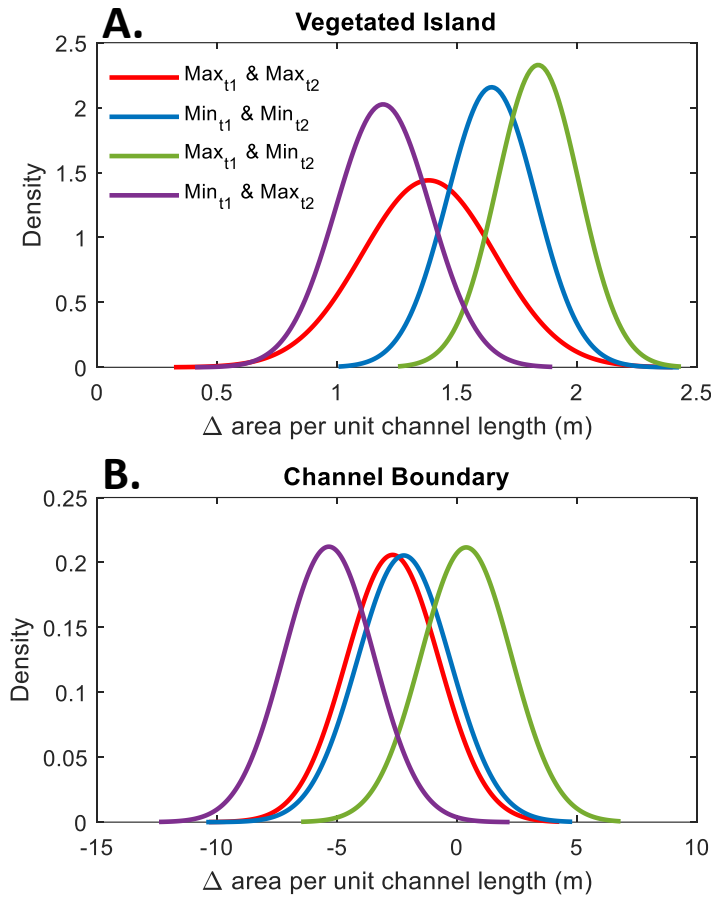 A.
Vegetated Island
2.5
2
1.5
1
0.5
0
Density
Max_t1 & Max_t2
Min_t1 & Min_t2
Max_t1 & Min_t2
Min_t1 & Max_t2
0 0.5 1 1.5 2 2.5
Δ area per unit channel length (m)
B.
Channel Boundary
0.25
0.2
0.15
0.1
0.05
0
Density
-15 -10 -5 0 5 10
Δ area per unit channel length (m)